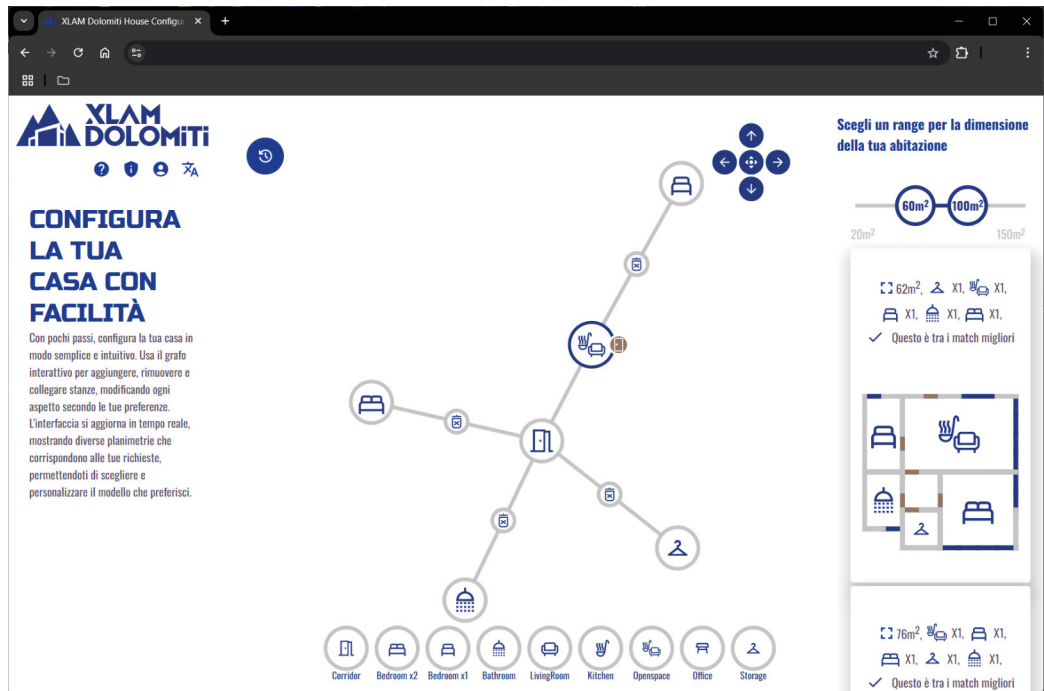 XLAM Dolomiti House Configur
XLAM
DOLOMITI
CONFIGURA
LA TUA
CASA CON
FACILITÀ
Con pochi passi, configura la tua casa in
modo semplice e intuitivo. Usa il grafo
interattivo per aggiungere, rimuovere e
collegare stanze, modificando ogni
aspetto secondo le tue preferenze.
L'interfaccia si aggiorna in tempo reale,
mostrando diverse planimetrie che
corrispondono alle tue richieste,
permettendoti di scegliere e
personalizzare il modello che preferisci.
Corridor Bedroom x2 Bedroom x1 Bathroom LivingRoom Kitchen Openspace Office Storage
Scegli un range per la dimensione
della tua abitazione
60m² 100m²
20m² 150m²
62m², X1, X1,
X1, X1, X1,
Questo è tra i match migliori
76m², X1, X1,
X1, X1, X1,
Questo è tra i match migliori